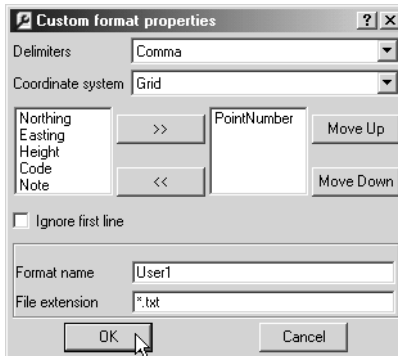 Custom format properties ? ×
Delimiters Comma
Coordinate system Grid
Northing
Easting
Height
Code
Note
>>
<<
PointNumber
Move Up
Move Down
Ignore first line
Format name User1
File extension *.txt
OK Cancel